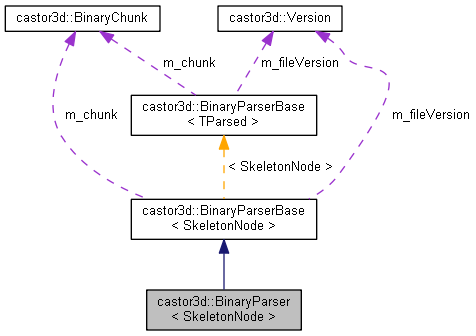 castor3d::BinaryChunk
castor3d::Version
m_chunk
m_fileVersion
castor3d::BinaryParserBase
< TParsed >
m_chunk
m_fileVersion
< SkeletonNode >
castor3d::BinaryParserBase
< SkeletonNode >
castor3d::BinaryParser
< SkeletonNode >